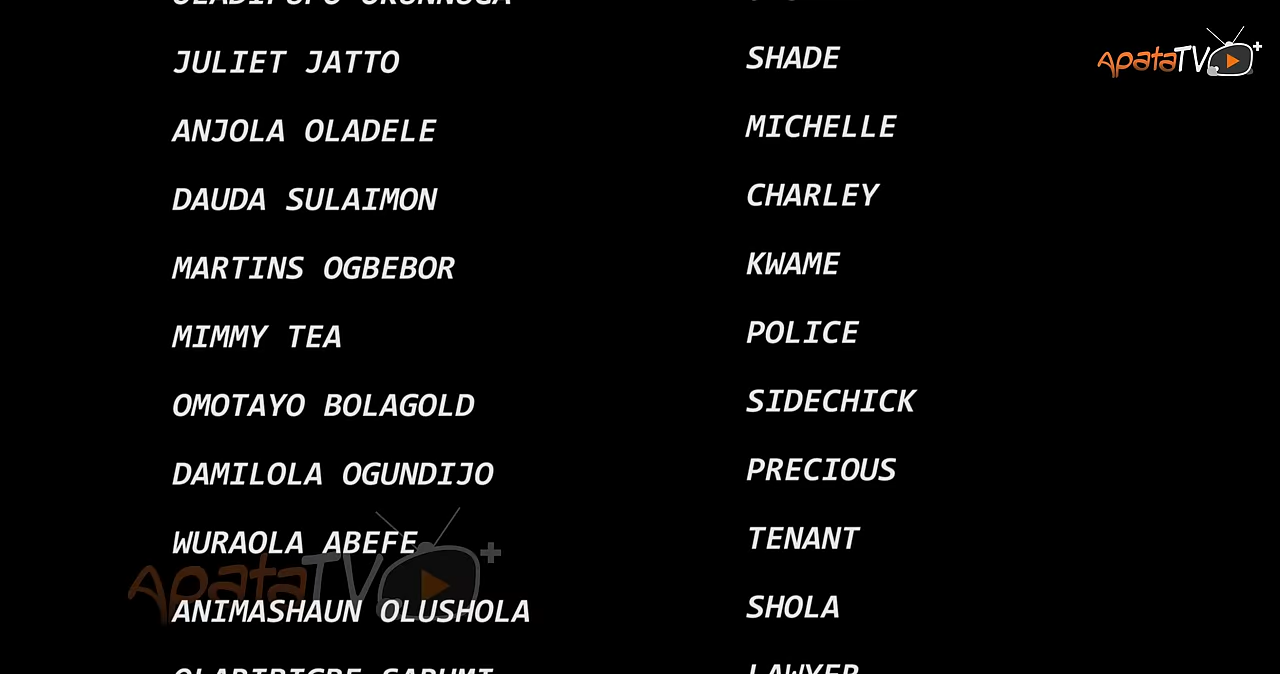 JULIET JATTO SHADE
ANJOLA OLADELE MICHELLE
DAUDA SULAIMON CHARLEY
MARTINS OGBEBOR KWAME
MIMMY TEA POLICE
OMOTAYO BOLAGOLD SIDECHICK
DAMILOLA OGUNDIJO PRECIOUS
WURAOLA ABEFE TENANT
ANIMASHAUN OLUSHOLA SHOLA
LAWYER
ApataTV+
ApataTV+